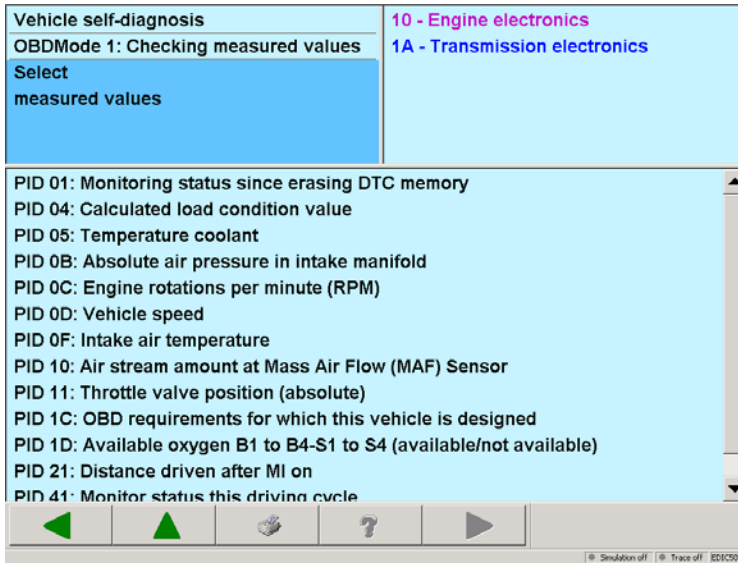 Vehicle self-diagnosis
OBDMode 1: Checking measured values
Select
measured values
10 - Engine electronics
1A - Transmission electronics
PID 01: Monitoring status since erasing DTC memory
PID 04: Calculated load condition value
PID 05: Temperature coolant
PID 0B: Absolute air pressure in intake manifold
PID 0C: Engine rotations per minute (RPM)
PID 0D: Vehicle speed
PID 0F: Intake air temperature
PID 10: Air stream amount at Mass Air Flow (MAF) Sensor
PID 11: Throttle valve position (absolute)
PID 1C: OBD requirements for which this vehicle is designed
PID 1D: Available oxygen B1 to B4-S1 to S4 (available/not available)
PID 21: Distance driven after MI on
PID 41: Monitor status this driving cycle
?
Simulation off Trace off EDIC50